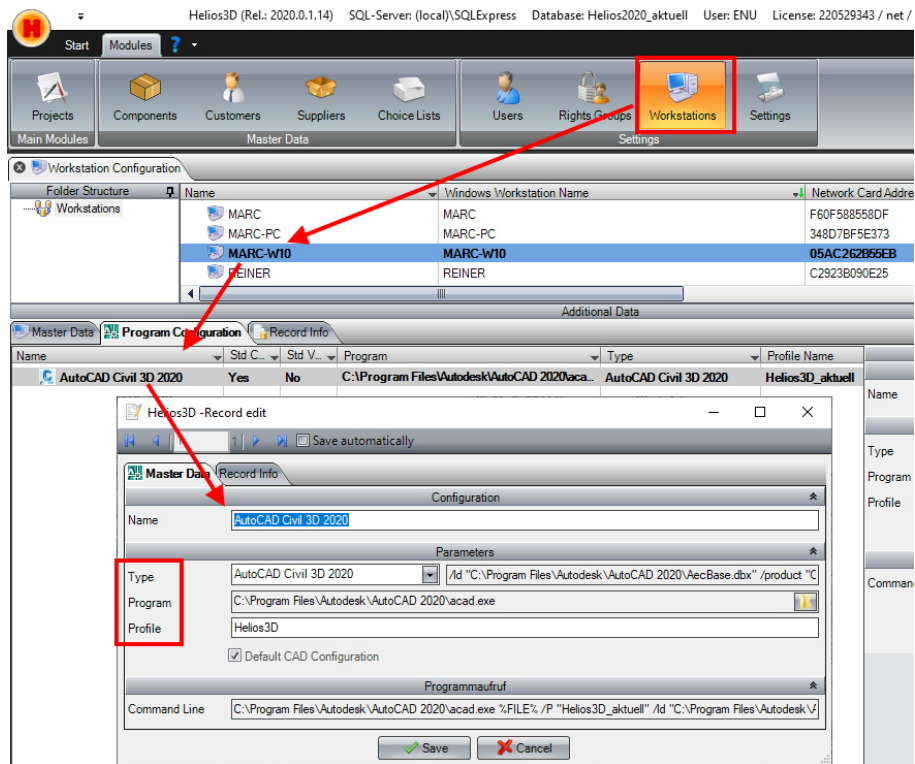 Helios3D (Rel.: 2020.0.1.14) SQL-Server: (local)\SQLExpress Database: Helios2020_aktuell User: ENU License: 220529343 / net /
Start Modules ?
Projects Components Customers Suppliers Choice Lists Users Rights Groups Workstations Settings
Main Modules Master Data Settings
Workstation Configuration
Folder Structure Name Windows Workstation Name Network Card Addre
Workstations
MARC MARC F60F588558DF
MARC-PC MARC-PC 348D7BF5E373
MARC-W10 MARC-W10 05AC262B55EB
REINER REINER C2923B090E25
Additional Data
Master Data Program Configuration Record Info
Name Std C... Std V... Program Type Profile Name
AutoCAD Civil 3D 2020 Yes No C:\Program Files\Autodesk\AutoCAD 2020\aca... AutoCAD Civil 3D 2020 Helios3D_aktuell
Name
Type
Program
Profile
Comman
Helios3D -Record edit
1 Save automatically
Master Data Record Info
Configuration
Name AutoCAD Civil 3D 2020
Parameters
Type AutoCAD Civil 3D 2020 /ld "C:\Program Files\Autodesk\AutoCAD 2020\AecBase.dbx" /product "C
Program C:\Program Files\Autodesk\AutoCAD 2020\acad.exe
Profile Helios3D
Default CAD Configuration
Programmaufruf
Command Line C:\Program Files\Autodesk\AutoCAD 2020\acad.exe %FILE% /P "Helios3D_aktuell" /ld "C:\Program Files\Autodesk\
Save Cancel